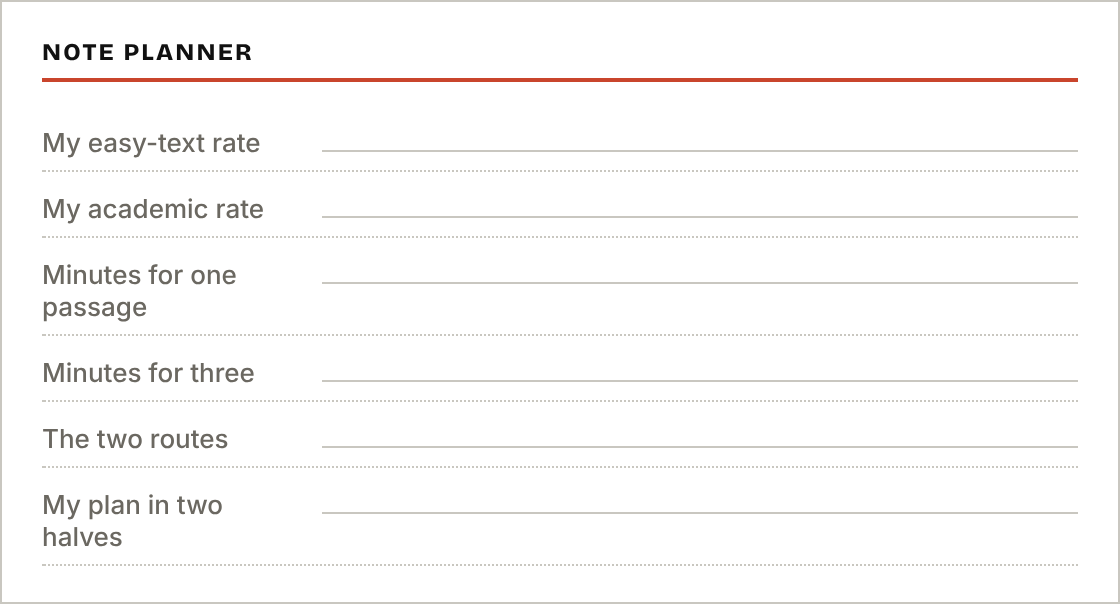 NOTE PLANNER
My easy-text rate
My academic rate
Minutes for one
passage
Minutes for three
The two routes
My plan in two
halves